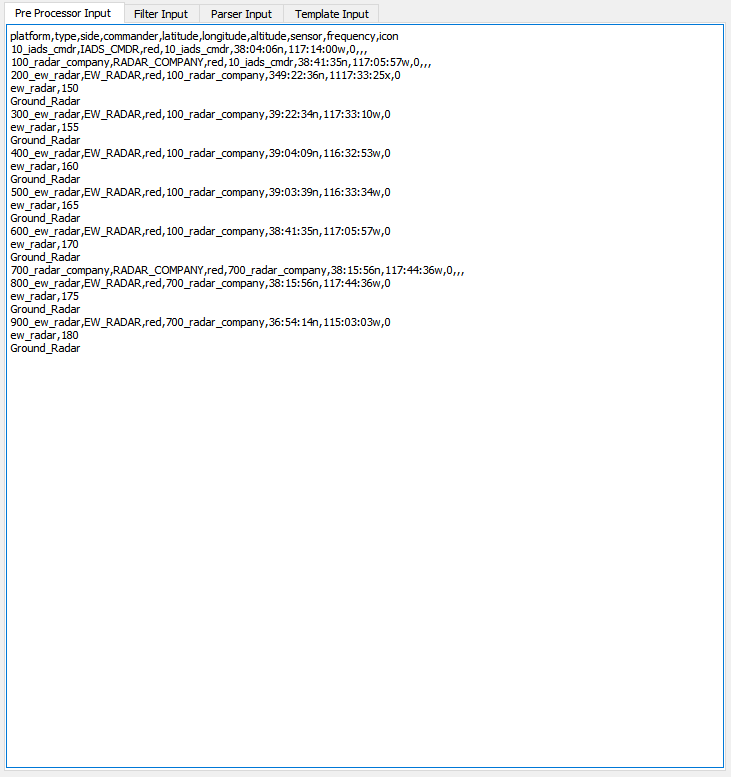 Pre Processor Input Filter Input Parser Input Template Input
platform,type,side,commander,latitude,longitude,altitude,sensor,frequency,icon
10_iads_cmdr,IADS_CMDR,red,10_iads_cmdr,38:04:06n,117:14:00w,0,,,
100_radar_company,RADAR_COMPANY,red,10_iads_cmdr,38:41:35n,117:05:57w,0,,,
200_ew_radar,EW_RADAR,red,100_radar_company,349:22:36n,1117:33:25x,0
ew_radar,150
Ground_Radar
300_ew_radar,EW_RADAR,red,100_radar_company,39:22:34n,117:33:10w,0
ew_radar,155
Ground_Radar
400_ew_radar,EW_RADAR,red,100_radar_company,39:04:09n,116:32:53w,0
ew_radar,160
Ground_Radar
500_ew_radar,EW_RADAR,red,100_radar_company,39:03:39n,116:33:34w,0
ew_radar,165
Ground_Radar
600_ew_radar,EW_RADAR,red,100_radar_company,38:41:35n,117:05:57w,0
ew_radar,170
Ground_Radar
700_radar_company,RADAR_COMPANY,red,700_radar_company,38:15:56n,117:44:36w,0,,,
800_ew_radar,EW_RADAR,red,700_radar_company,38:15:56n,117:44:36w,0
ew_radar,175
Ground_Radar
900_ew_radar,EW_RADAR,red,700_radar_company,36:54:14n,115:03:03w,0
ew_radar,180
Ground_Radar